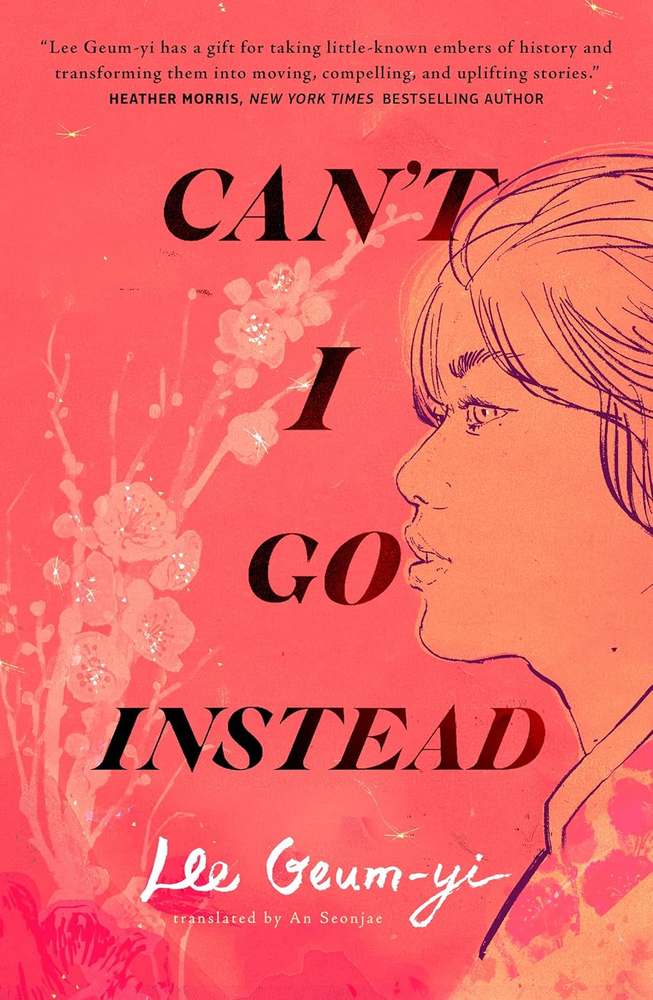 “Lee Geum-yi has a gift for taking little-known embers of history and
transforming them into moving, compelling, and uplifting stories.”
HEATHER MORRIS, NEW YORK TIMES BESTSELLING AUTHOR
CAN’T
I
GO
INSTEAD
Lee Geum-yi
translated by An Seonjae